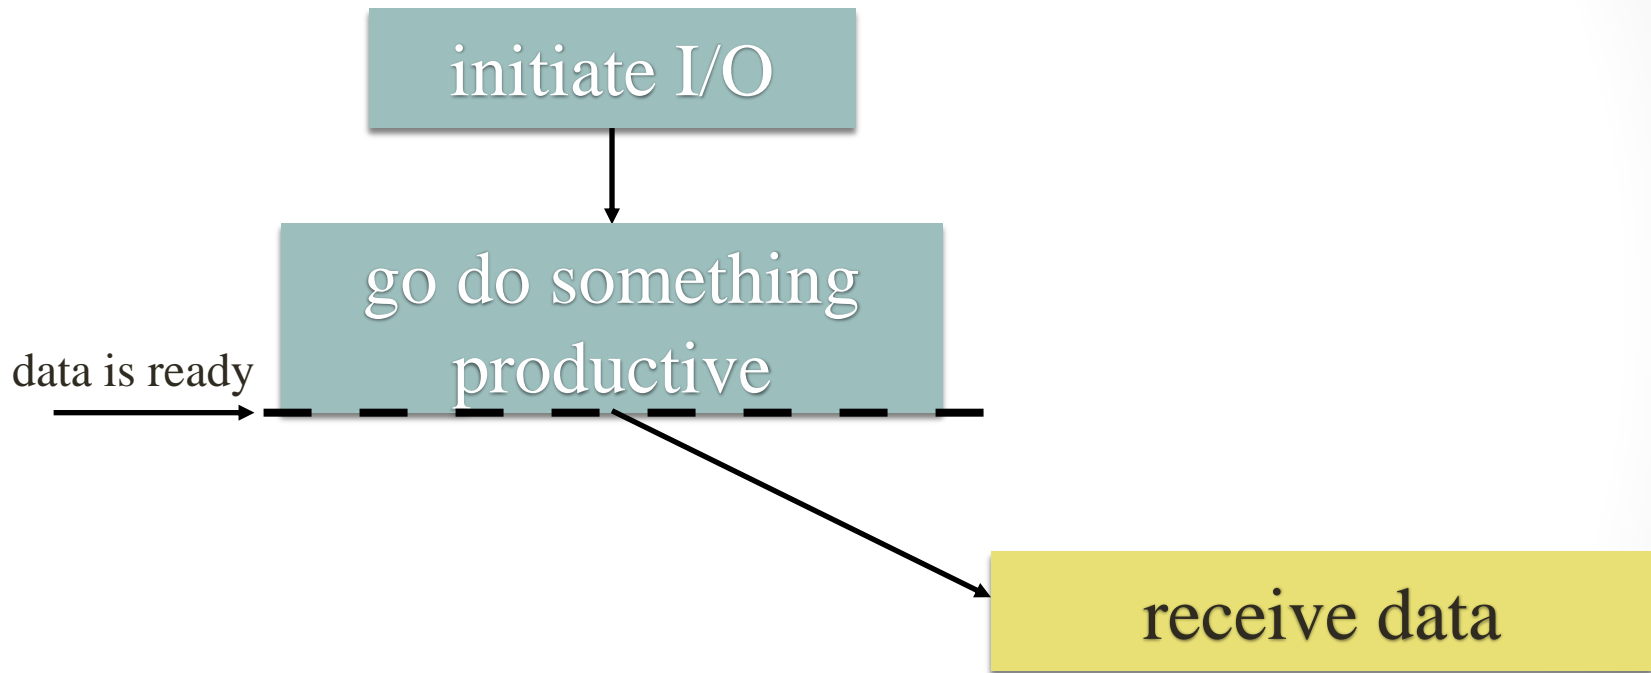 initiate I/O
go do something
productive
data is ready
receive data